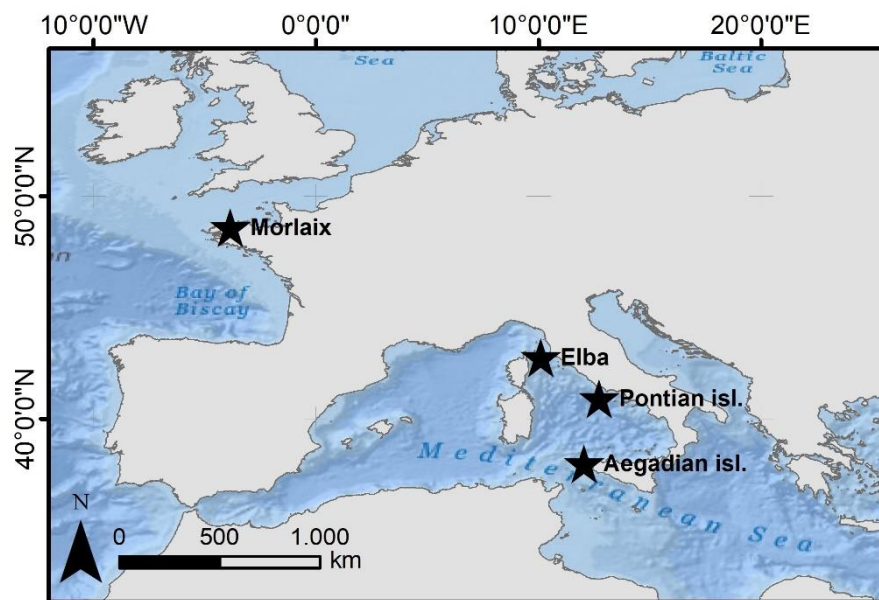 10°0'0"W 0°0'0" 10°0'0"E 20°0'0"E
Sea
Baltic
Sea
50°0'0"N
Morlaix
Bay of
Biscay
Elba
Pontian isl.
40°0'0"N
Aegadian isl.
Sea
N
0 500 1.000
km